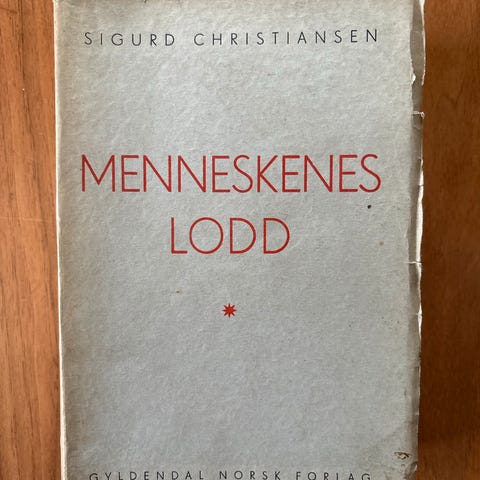 SIGURD CHRISTIANSEN
MENNESKENES
LODD
GYLDENDAL NORSK FORLAG